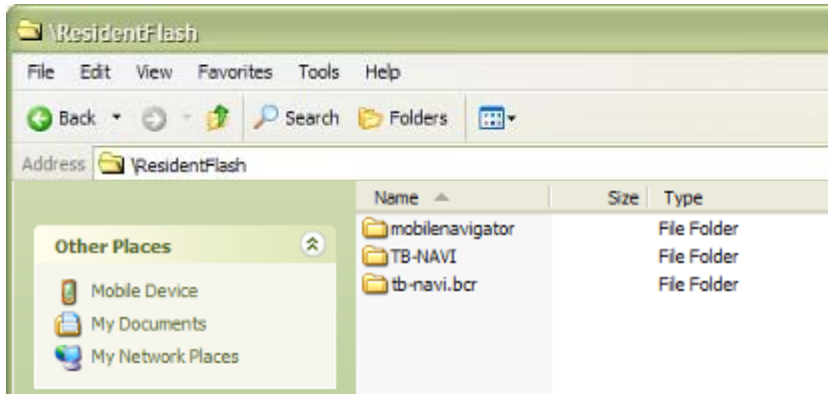 \ResidentFlash
File Edit View Favorites Tools Help
Back Search Folders
Address \ResidentFlash
Name Size Type
Other Places
Mobile Device
My Documents
My Network Places
mobilenavigator File Folder
TB-NAVI File Folder
tb-navi.bcr File Folder